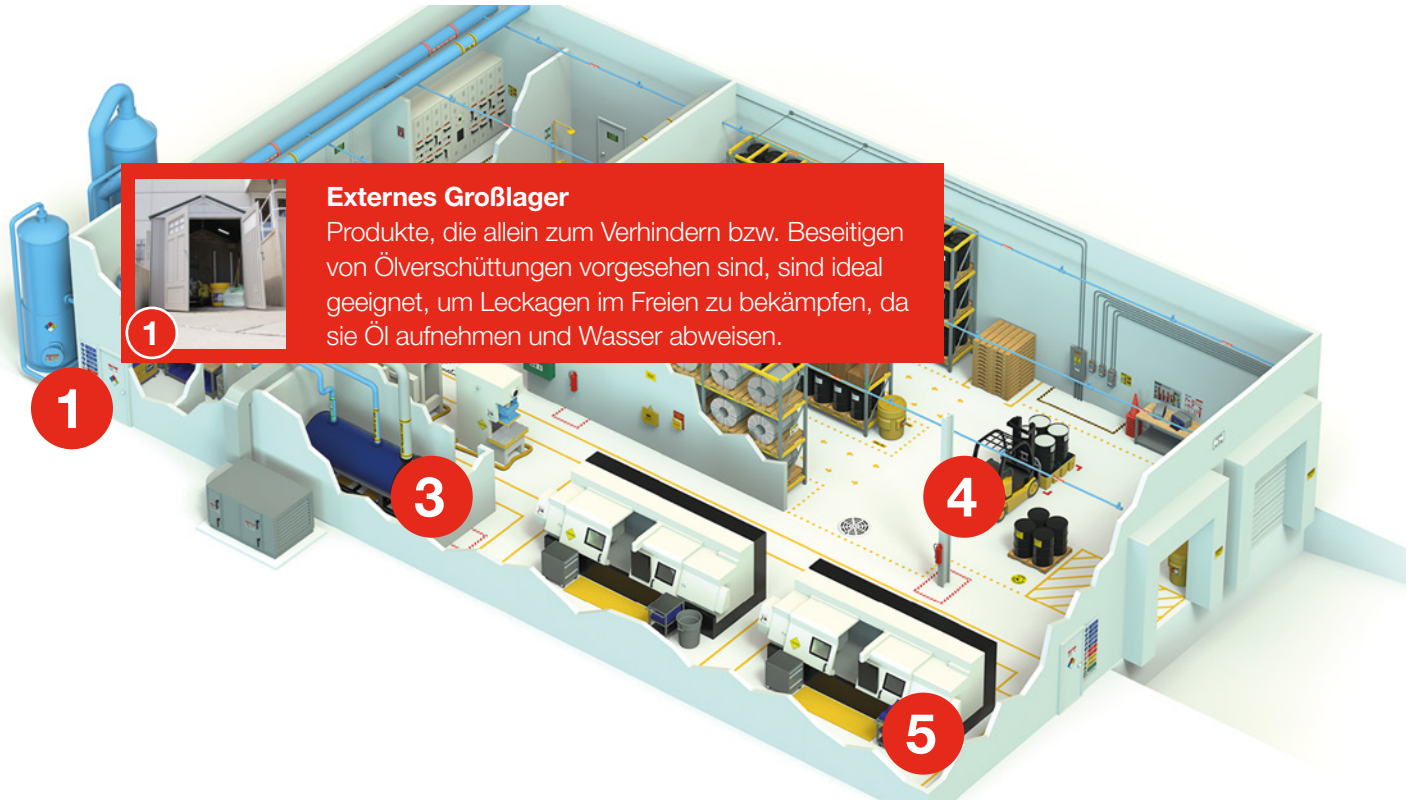 Externes Großlager
Produkte, die allein zum Verhindern bzw. Beseitigen
von Ölverschüttungen vorgesehen sind, sind ideal
geeignet, um Leckagen im Freien zu bekämpfen, da
sie Öl aufnehmen und Wasser abweisen.
1
1
3
4
5